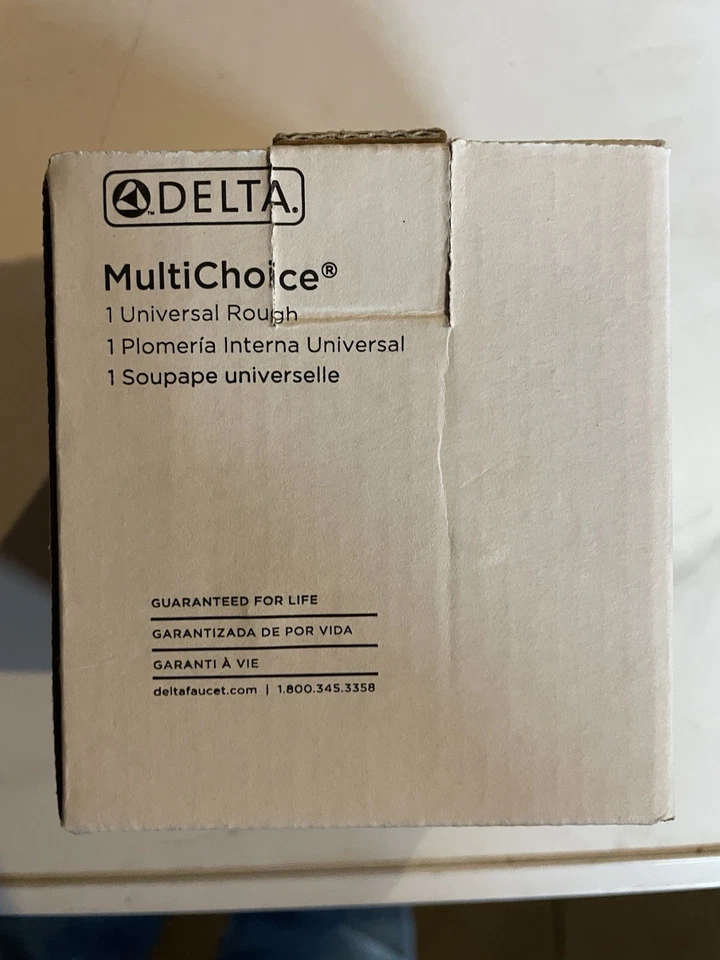 DELTA.
MultiChoice®
1 Universal Rough
1 Plomería Interna Universal
1 Soupape universelle
GUARANTEED FOR LIFE
GARANTIZADA DE POR VIDA
GARANTI À VIE
deltafaucet.com | 1.800.345.3358